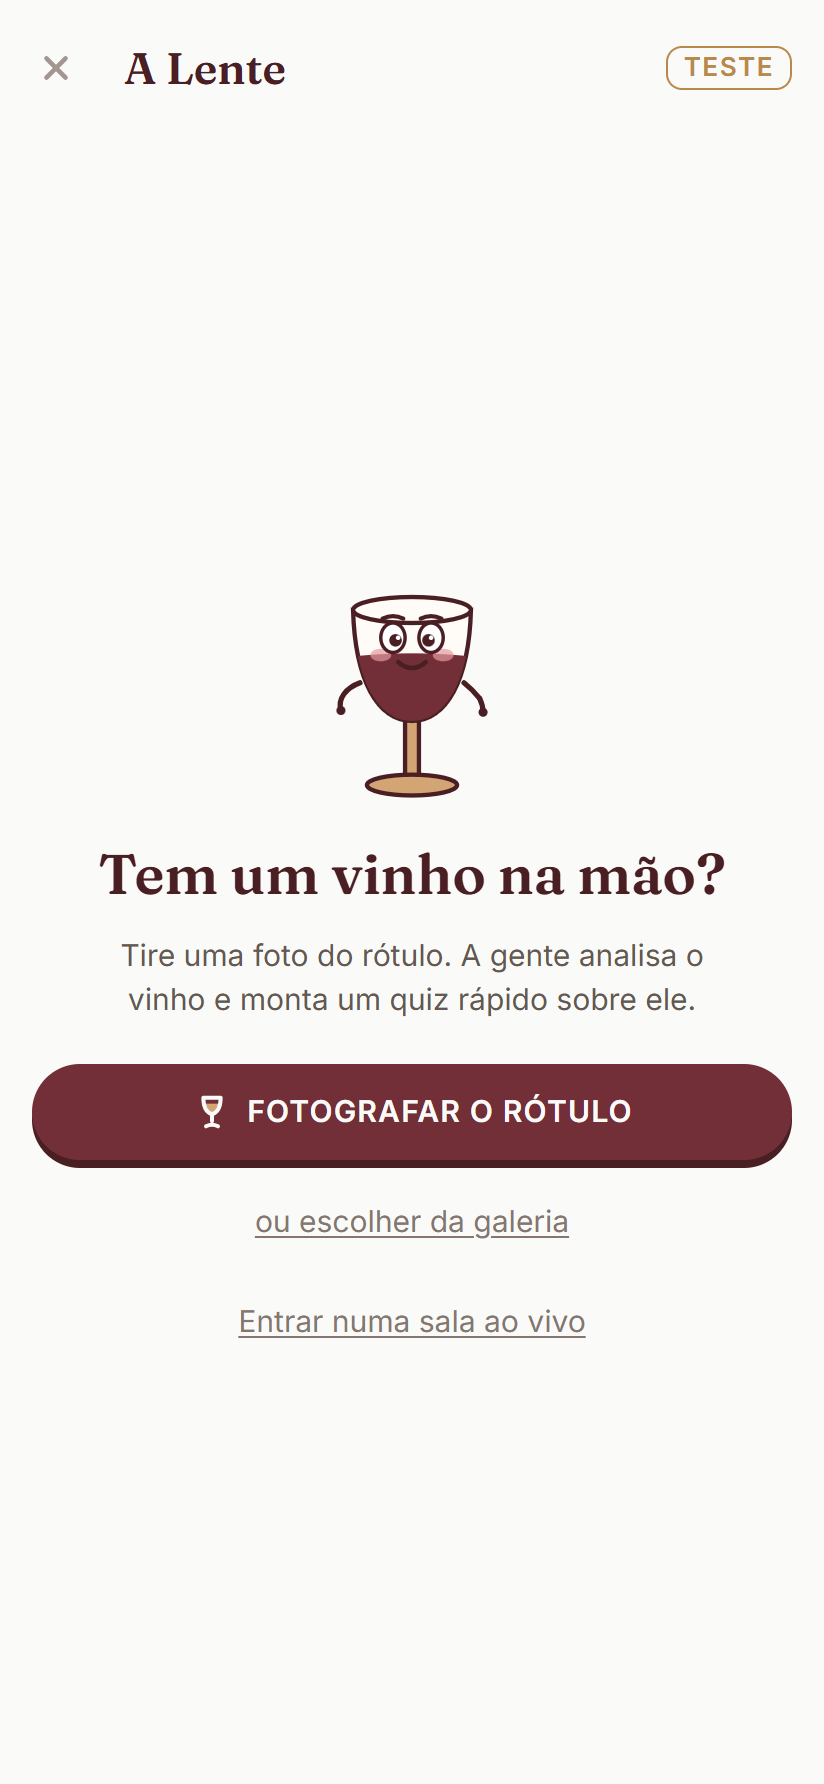 A Lente
TESTE
Tem um vinho na mão?
Tire uma foto do rótulo. A gente analisa o
vinho e monta um quiz rápido sobre ele.
FOTOGRAFAR O RÓTULO
ou escolher da galeria
Entrar numa sala ao vivo